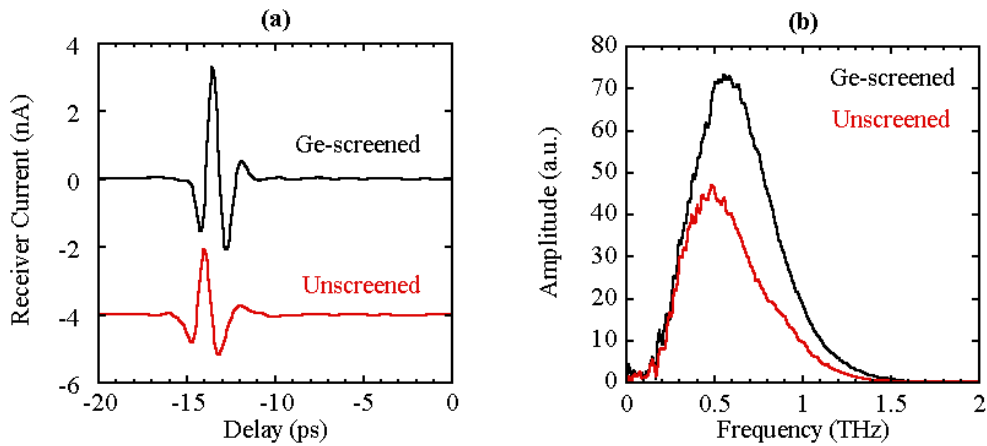 (a)
4
2
0
-2
-4
-6
Receiver Current (nA)
Ge-screened
Unscreened
-20 -15 -10 -5 0
Delay (ps)
(b)
80
70
60
50
40
30
20
10
0
Amplitude (a.u.)
Ge-screened
Unscreened
0 0.5 1 1.5 2
Frequency (THz)